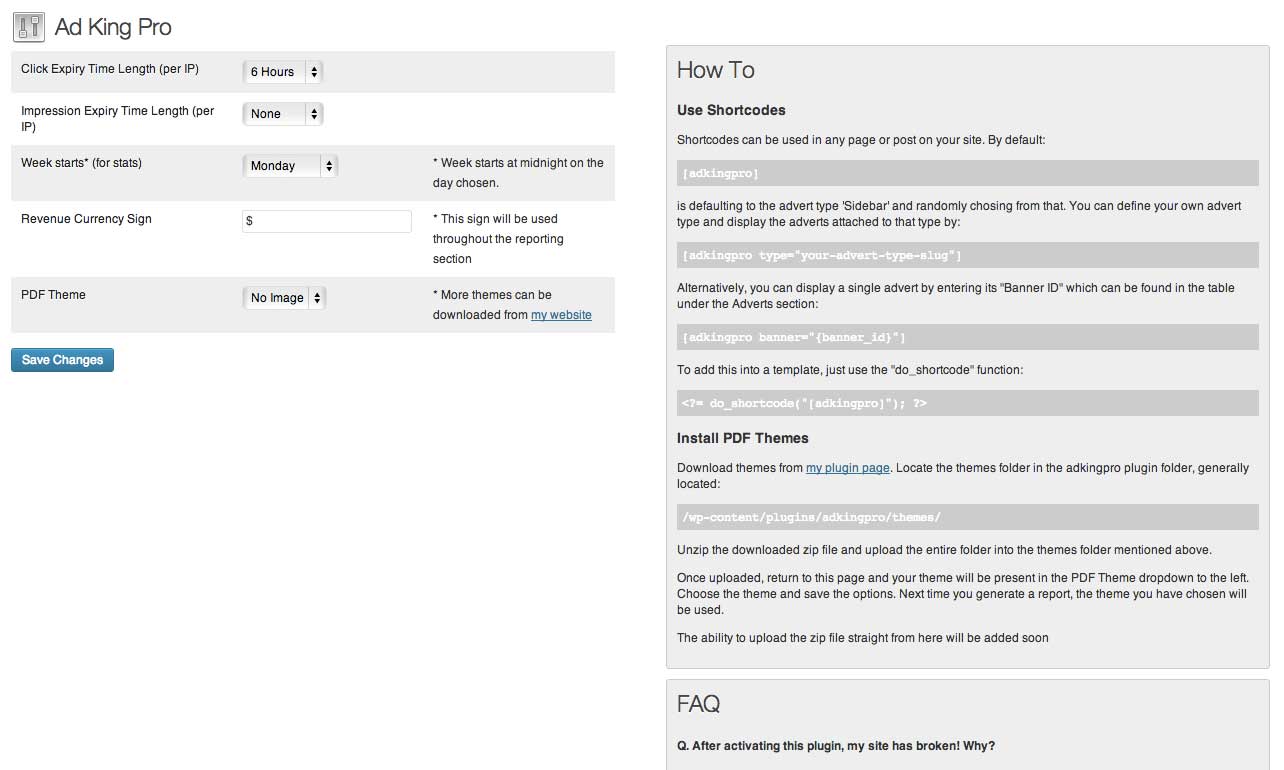 Ad King Pro
Click Expiry Time Length (per IP)
6 Hours
Impression Expiry Time Length (per
IP)
None
Week starts* (for stats)
Monday
* Week starts at midnight on the
day chosen.
Revenue Currency Sign
$
* This sign will be used
throughout the reporting
section
PDF Theme
No Image
* More themes can be
downloaded from my website
Save Changes
How To
Use Shortcodes
Shortcodes can be used in any page or post on your site. By default:
[adkingpro]
is defaulting to the advert type 'Sidebar' and randomly chosing from that. You can define your own advert
type and display the adverts attached to that type by:
[adkingpro type="your-advert-type-slug"]
Alternatively, you can display a single advert by entering its "Banner ID" which can be found in the table
under the Adverts section:
[adkingpro banner="{banner_id}"]
To add this into a template, just use the "do_shortcode" function:
<?= do_shortcode("[adkingpro]"); ?>
Install PDF Themes
Download themes from my plugin page. Locate the themes folder in the adkingpro plugin folder, generally
located:
/wp-content/plugins/adkingpro/themes/
Unzip the downloaded zip file and upload the entire folder into the themes folder mentioned above.
Once uploaded, return to this page and your theme will be present in the PDF Theme dropdown to the left.
Choose the theme and save the options. Next time you generate a report, the theme you have chosen will
be used.
The ability to upload the zip file straight from here will be added soon
FAQ
Q. After activating this plugin, my site has broken! Why?